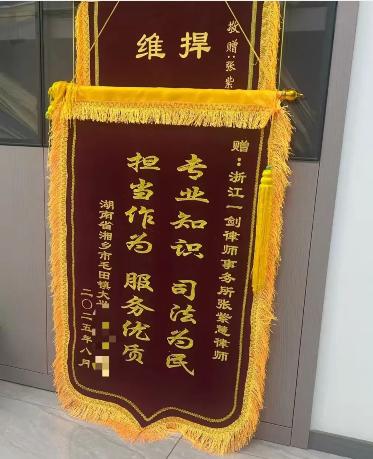 敬赠:张紫
捍
维
赠：浙江一剑律师事务所张紫律师
专业知识 司法为民
担当作为 服务优质
湖南省湘乡市毛田镇大
二〇二五年八月